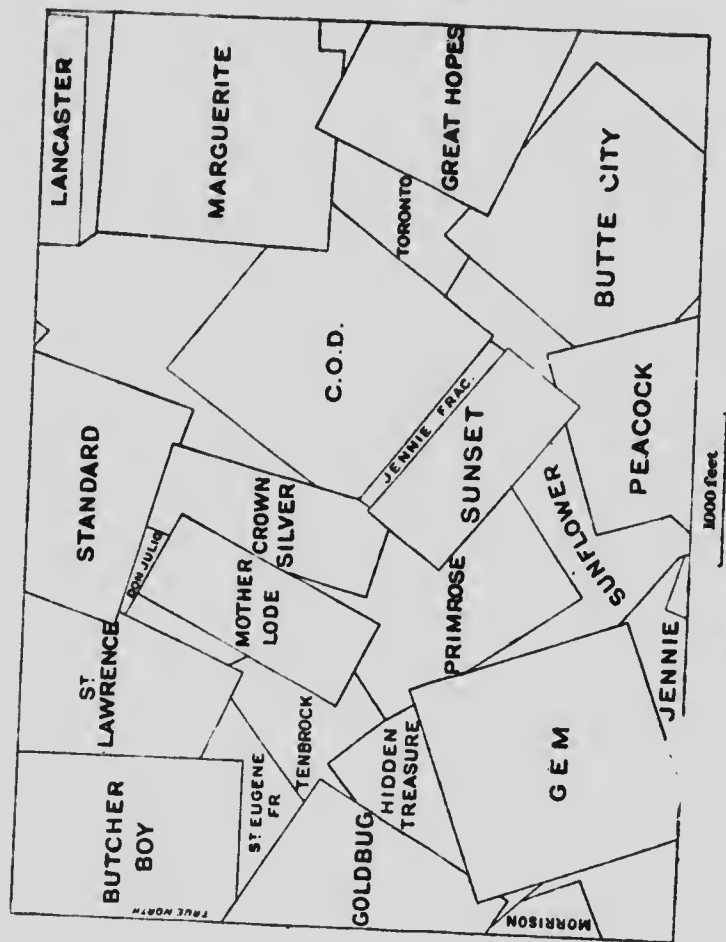 LANCASTER
MARGUERITE
GREAT HOPES
TORONTO
BUTTE CITY
C.O.D.
JENNIE FRAC.
SUNSET
PEACOCK
STANDARD
CROWN
SILVER
DON JULIO
MOTHER
LODE
SUNFLOWER
PRIMROSE
ST
LAWRENCE
TENBROCK
HIDDEN
TREASURE
JENNIE
GEM
BUTCHER
BOY
ST EUGENE
FR
GOLDBUG
MORRISON
TRUE NORTH
1000 feet